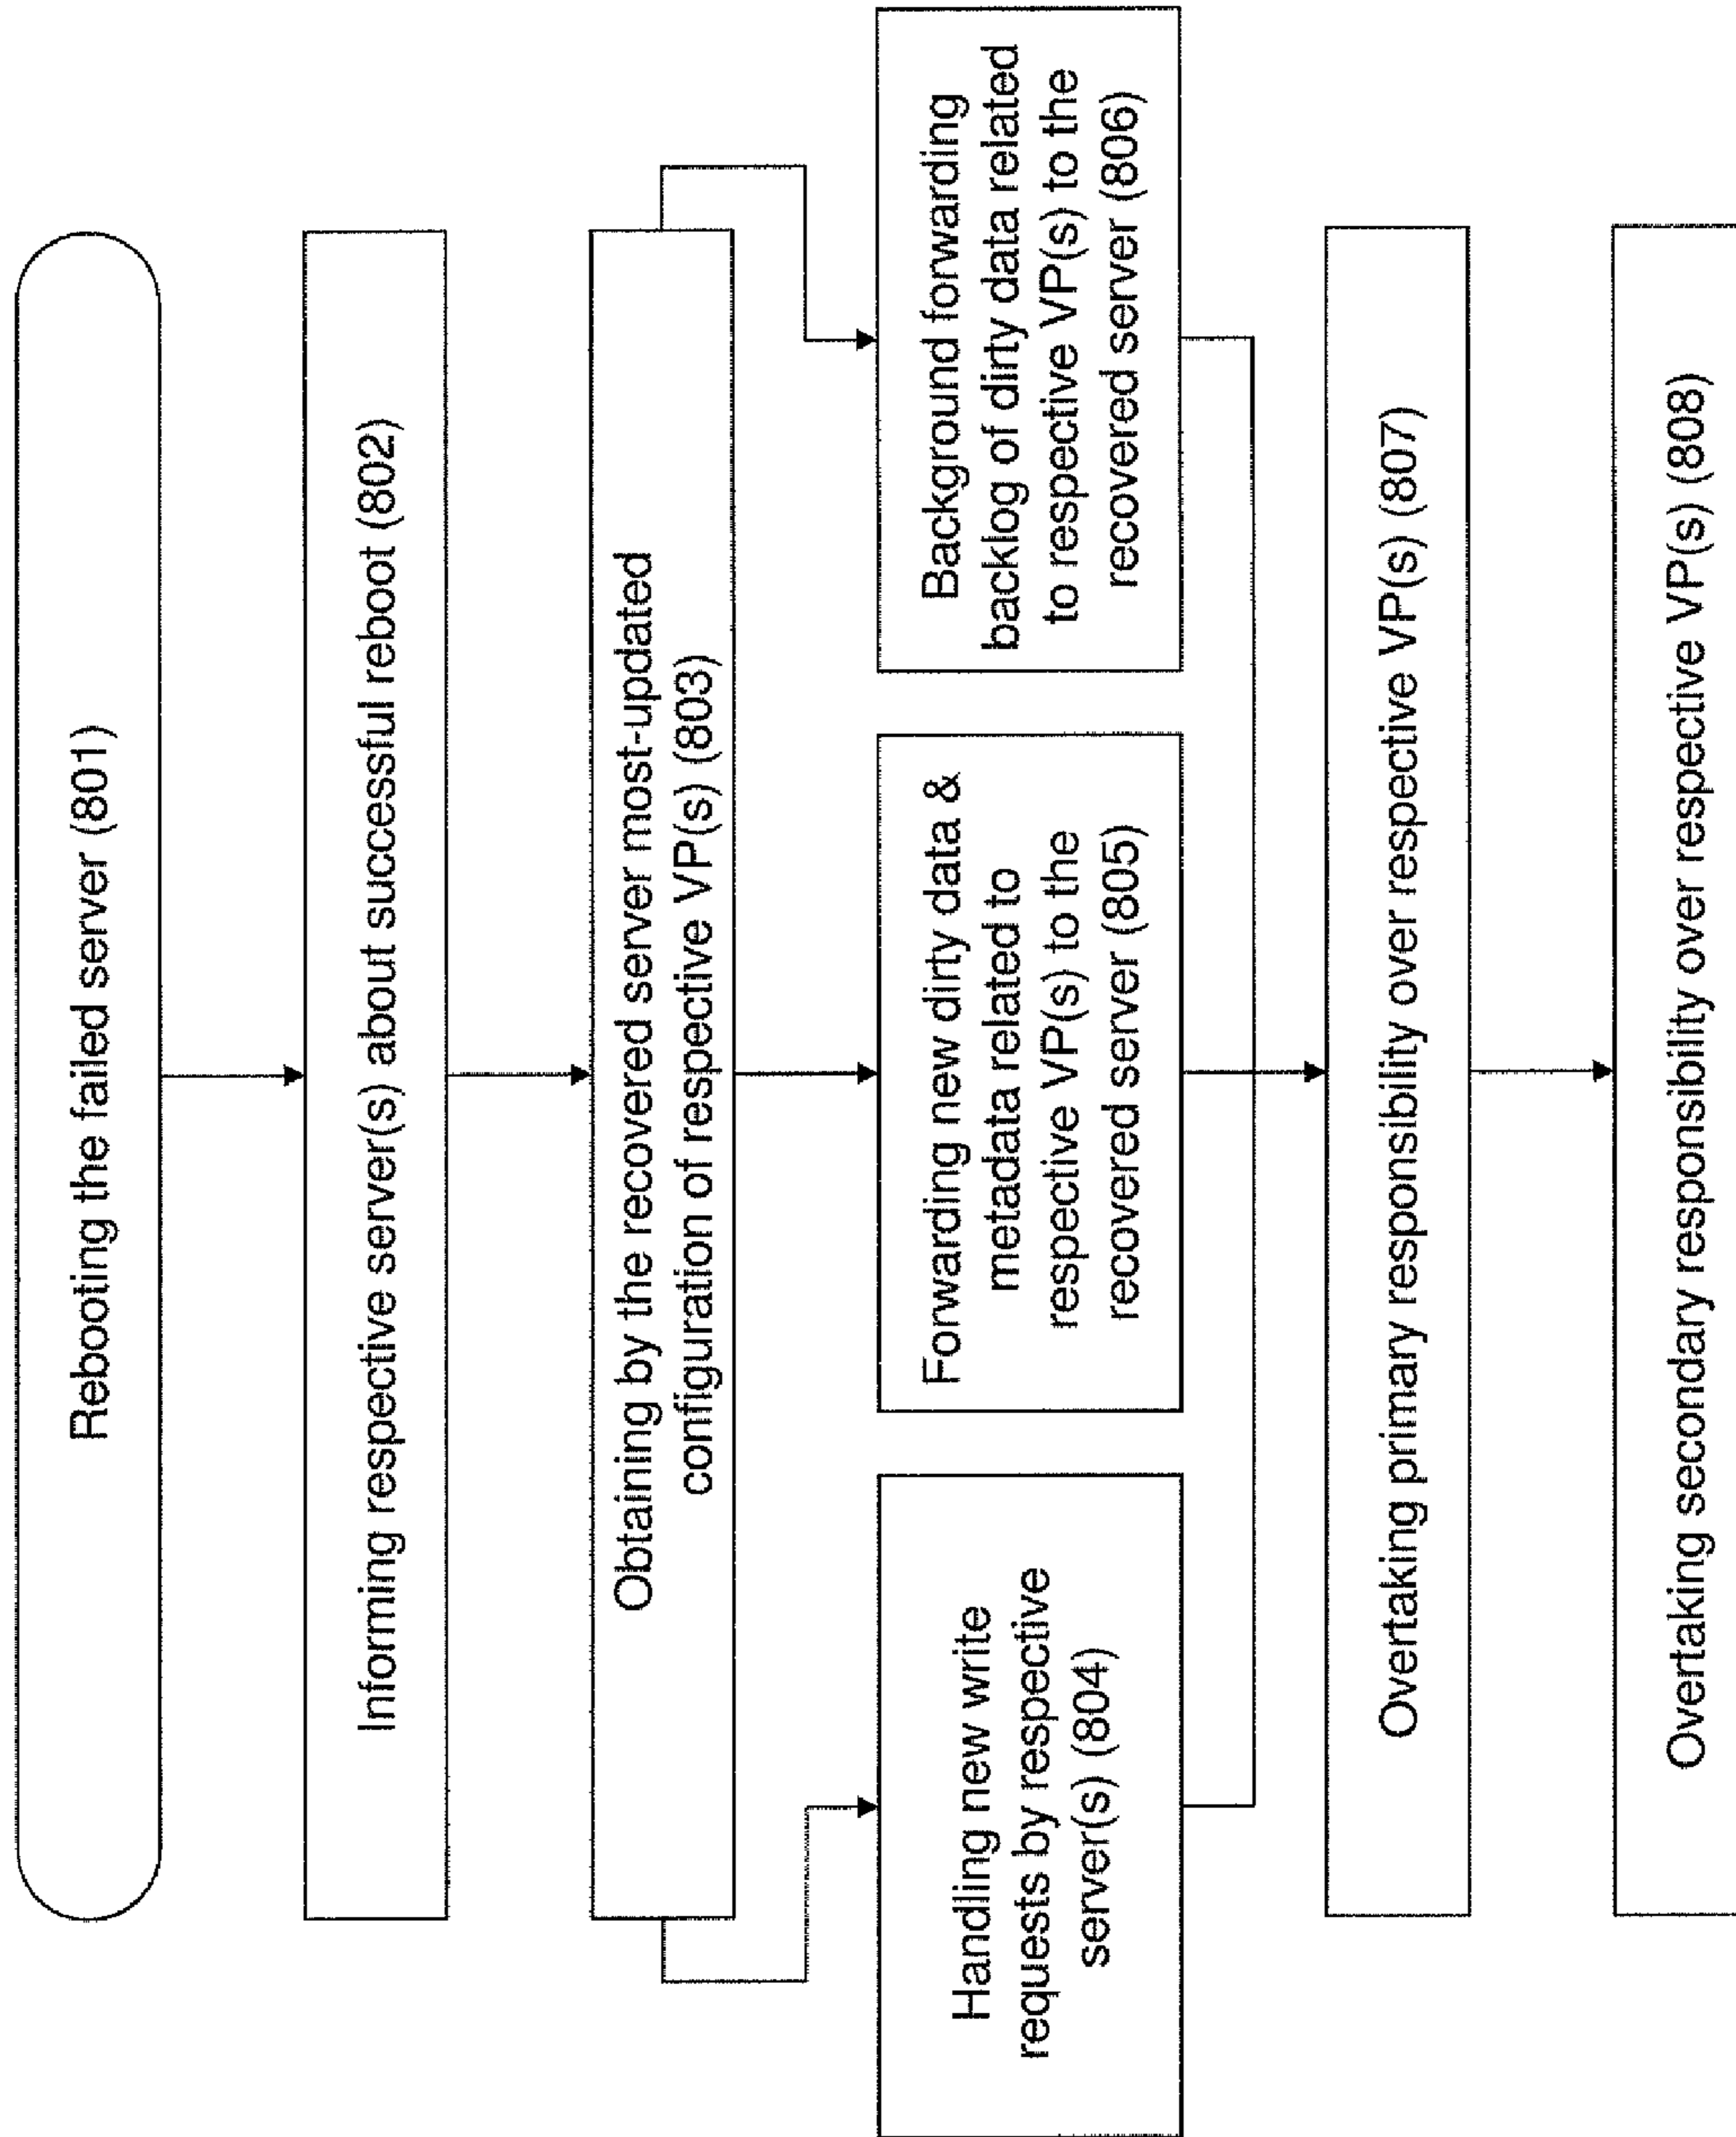 Rebooting the failed server (801)
Informing respective server(s) about successful reboot (802)
Obtaining by the recovered server most-updated
configuration of respective VP(s) (803)
Handling new write
requests by respective
server(s) (804)
Forwarding new dirty data &
metadata related to
respective VP(s) to the
recovered server (805)
Background forwarding
backlog of dirty data related
to respective VP(s) to the
recovered server (806)
Overtaking primary responsibility over respective VP(s) (807)
Overtaking secondary responsibility over respective VP(s) (808)